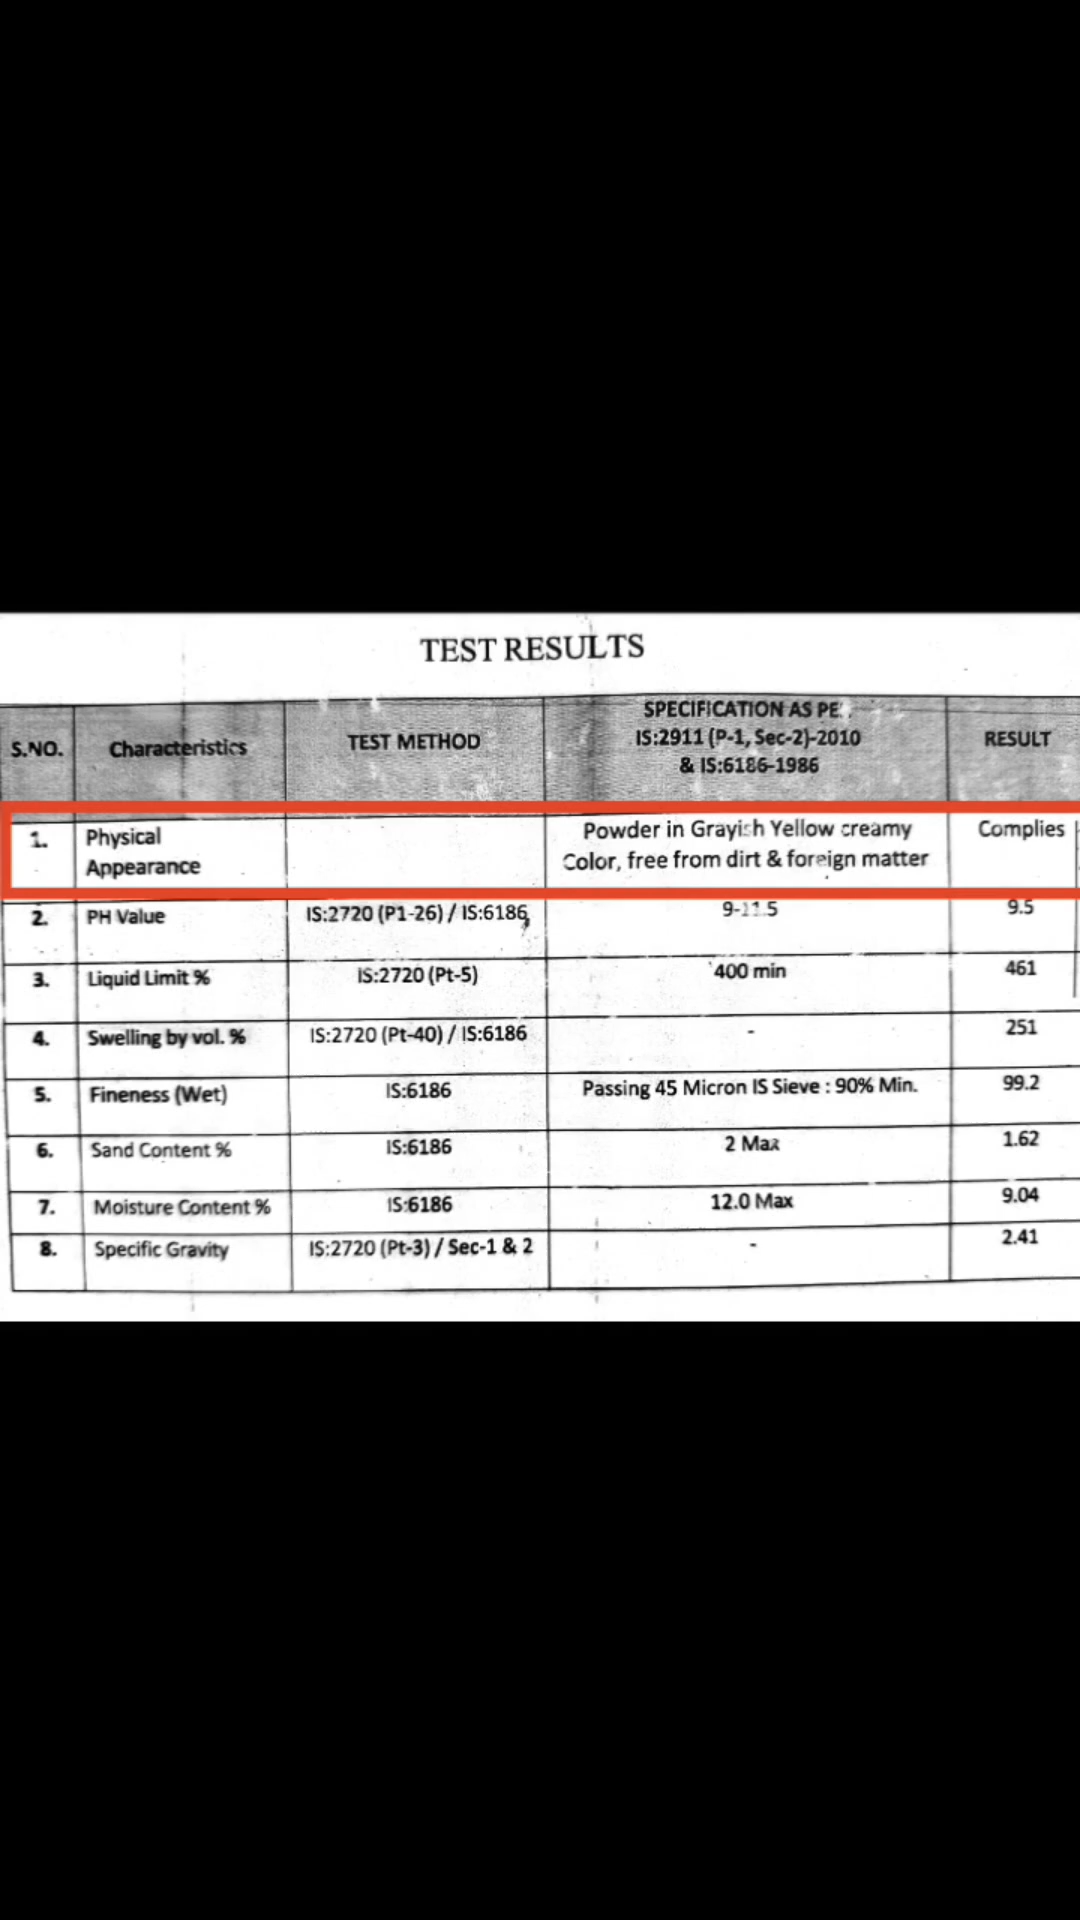 TEST RESULTS
S.NO. Characteristics TEST METHOD SPECIFICATION AS PE
IS:2911 (P-1, Sec-2)-2010
& IS:6186-1986 RESULT
1. Physical
Appearance Powder in Grayish Yellow creamy
Color, free from dirt & foreign matter Complies
2. PH Value IS:2720 (P1-26) / IS:6186 9-11.5 9.5
3. Liquid Limit % IS:2720 (Pt-5) 400 min 461
4. Swelling by vol. % IS:2720 (Pt-40) / IS:6186 - 251
5. Fineness (Wet) IS:6186 Passing 45 Micron IS Sieve : 90% Min. 99.2
6. Sand Content % IS:6186 2 Max 1.62
7. Moisture Content % IS:6186 12.0 Max 9.04
8. Specific Gravity IS:2720 (Pt-3) / Sec-1 & 2 - 2.41